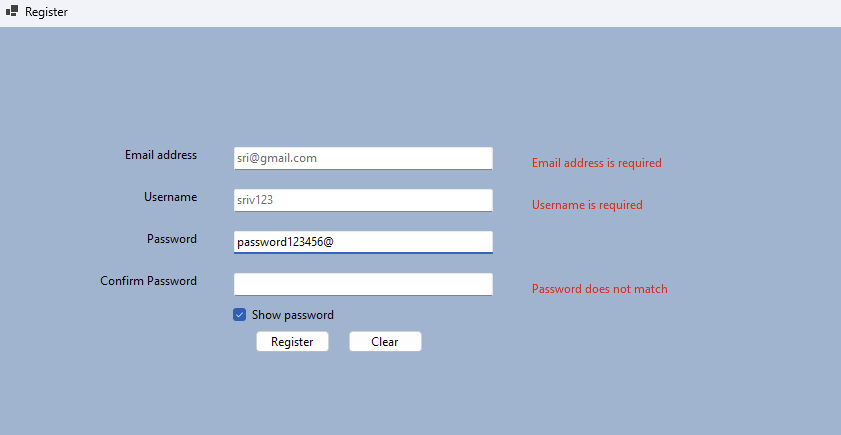 Register
Email address sri@gmail.com Email address is required
Username sriv123 Username is required
Password password123456@
Confirm Password Password does not match
Show password
Register Clear